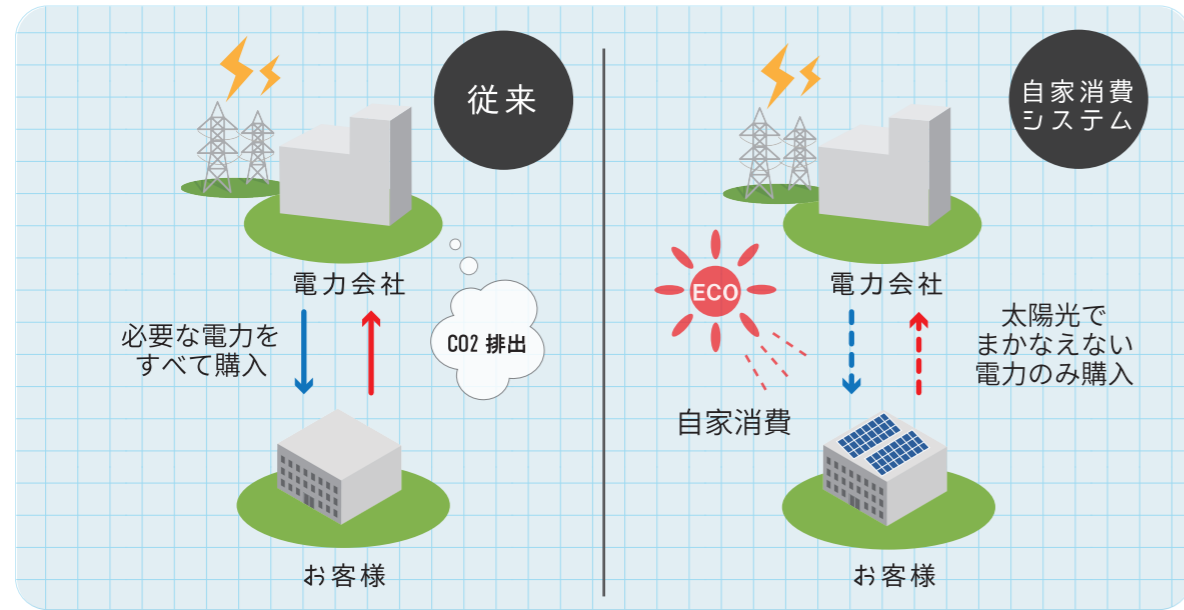 従来
電力会社
必要な電力を
すべて購入
CO2 排出
お客様
自家消費
システム
電力会社
ECO
太陽光で
まかなえない
電力のみ購入
自家消費
お客様